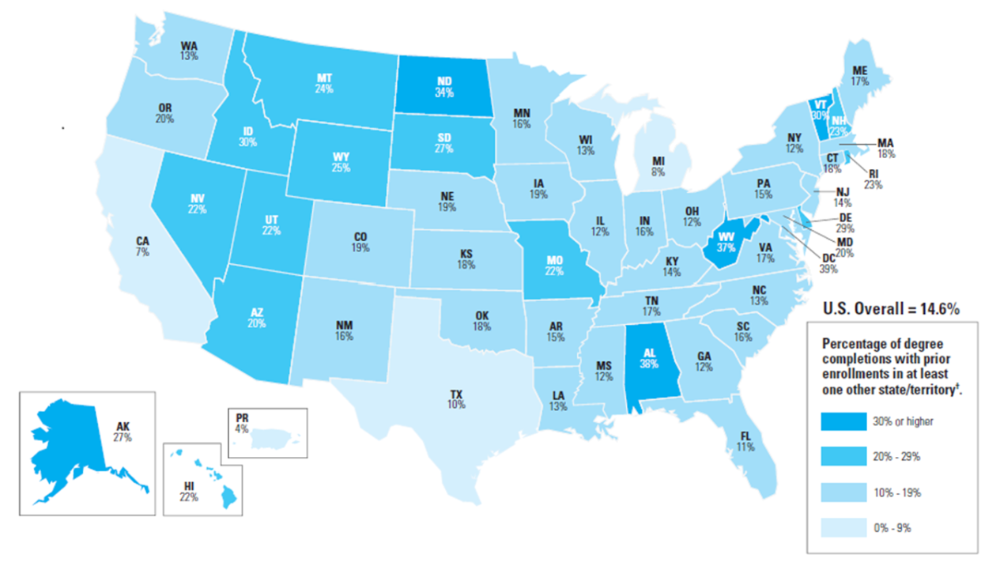 WA
13%
OR
20%
CA
7%
ID
30%
NV
22%
MT
24%
WY
25%
UT
22%
AZ
20%
CO
19%
NM
16%
ND
34%
SD
27%
NE
19%
KS
18%
OK
18%
TX
10%
MN
16%
IA
19%
MO
22%
AR
15%
LA
13%
WI
13%
IL
12%
MI
8%
IN
16%
OH
12%
KY
14%
TN
17%
MS
12%
AL
38%
GA
12%
FL
11%
SC
16%
NC
13%
VA
17%
WV
37%
PA
15%
NY
12%
VT
30%
NH
23%
ME
17%
MA
18%
CT
18%
RI
23%
NJ
14%
DE
29%
MD
20%
DC
39%
AK
27%
HI
22%
PR
4%
U.S. Overall = 14.6%
Percentage of degree
completions with prior
enrollments in at least
one other state/territory†.
30% or higher
20% - 29%
10% - 19%
0% - 9%